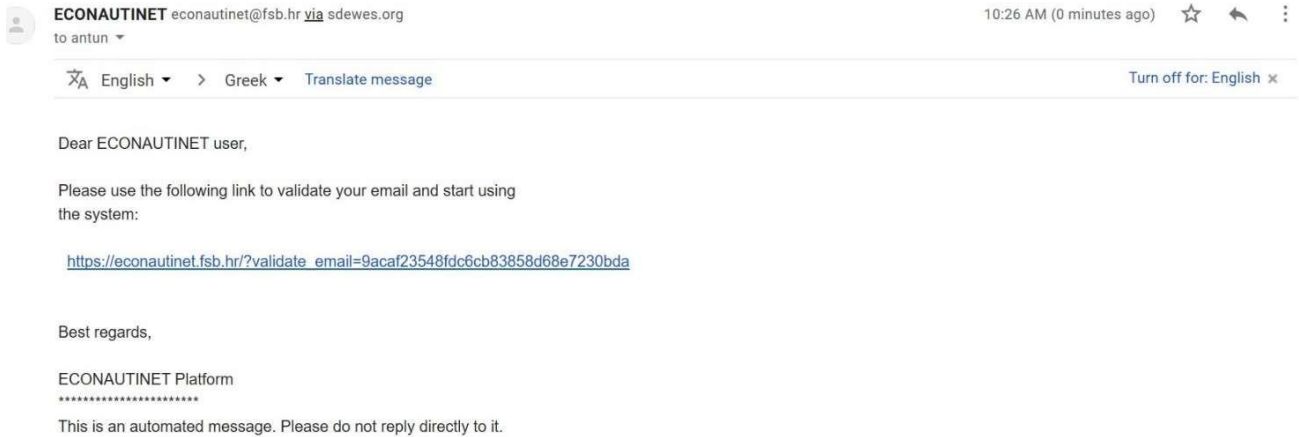 ECONAUTINET econautinet@fsb.hr via sdewes.org 10:26 AM (0 minutes ago)
to antun
English > Greek Translate message Turn off for: English ×
Dear ECONAUTINET user,
Please use the following link to validate your email and start using
the system:
https://econautinet.fsb.hr/?validate_email=9acaf23548fdc6cb83858d68e7230bda
Best regards,
ECONAUTINET Platform
***********************
This is an automated message. Please do not reply directly to it.